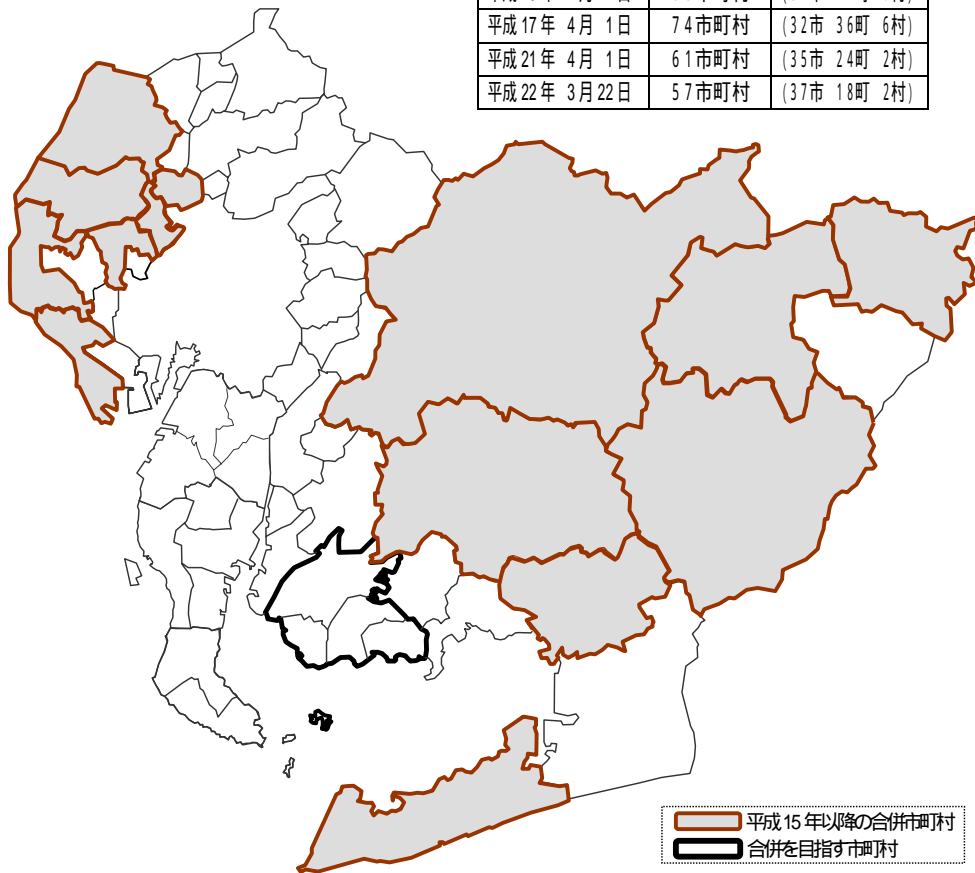 平成17年 4月 1日 74市町村 (32市 36町 6村)
平成21年 4月 1日 61市町村 (35市 24町 2村)
平成22年 3月22日 57市町村 (37市 18町 2村)
平成15年以降の合併市町村
合併を目指す市町村